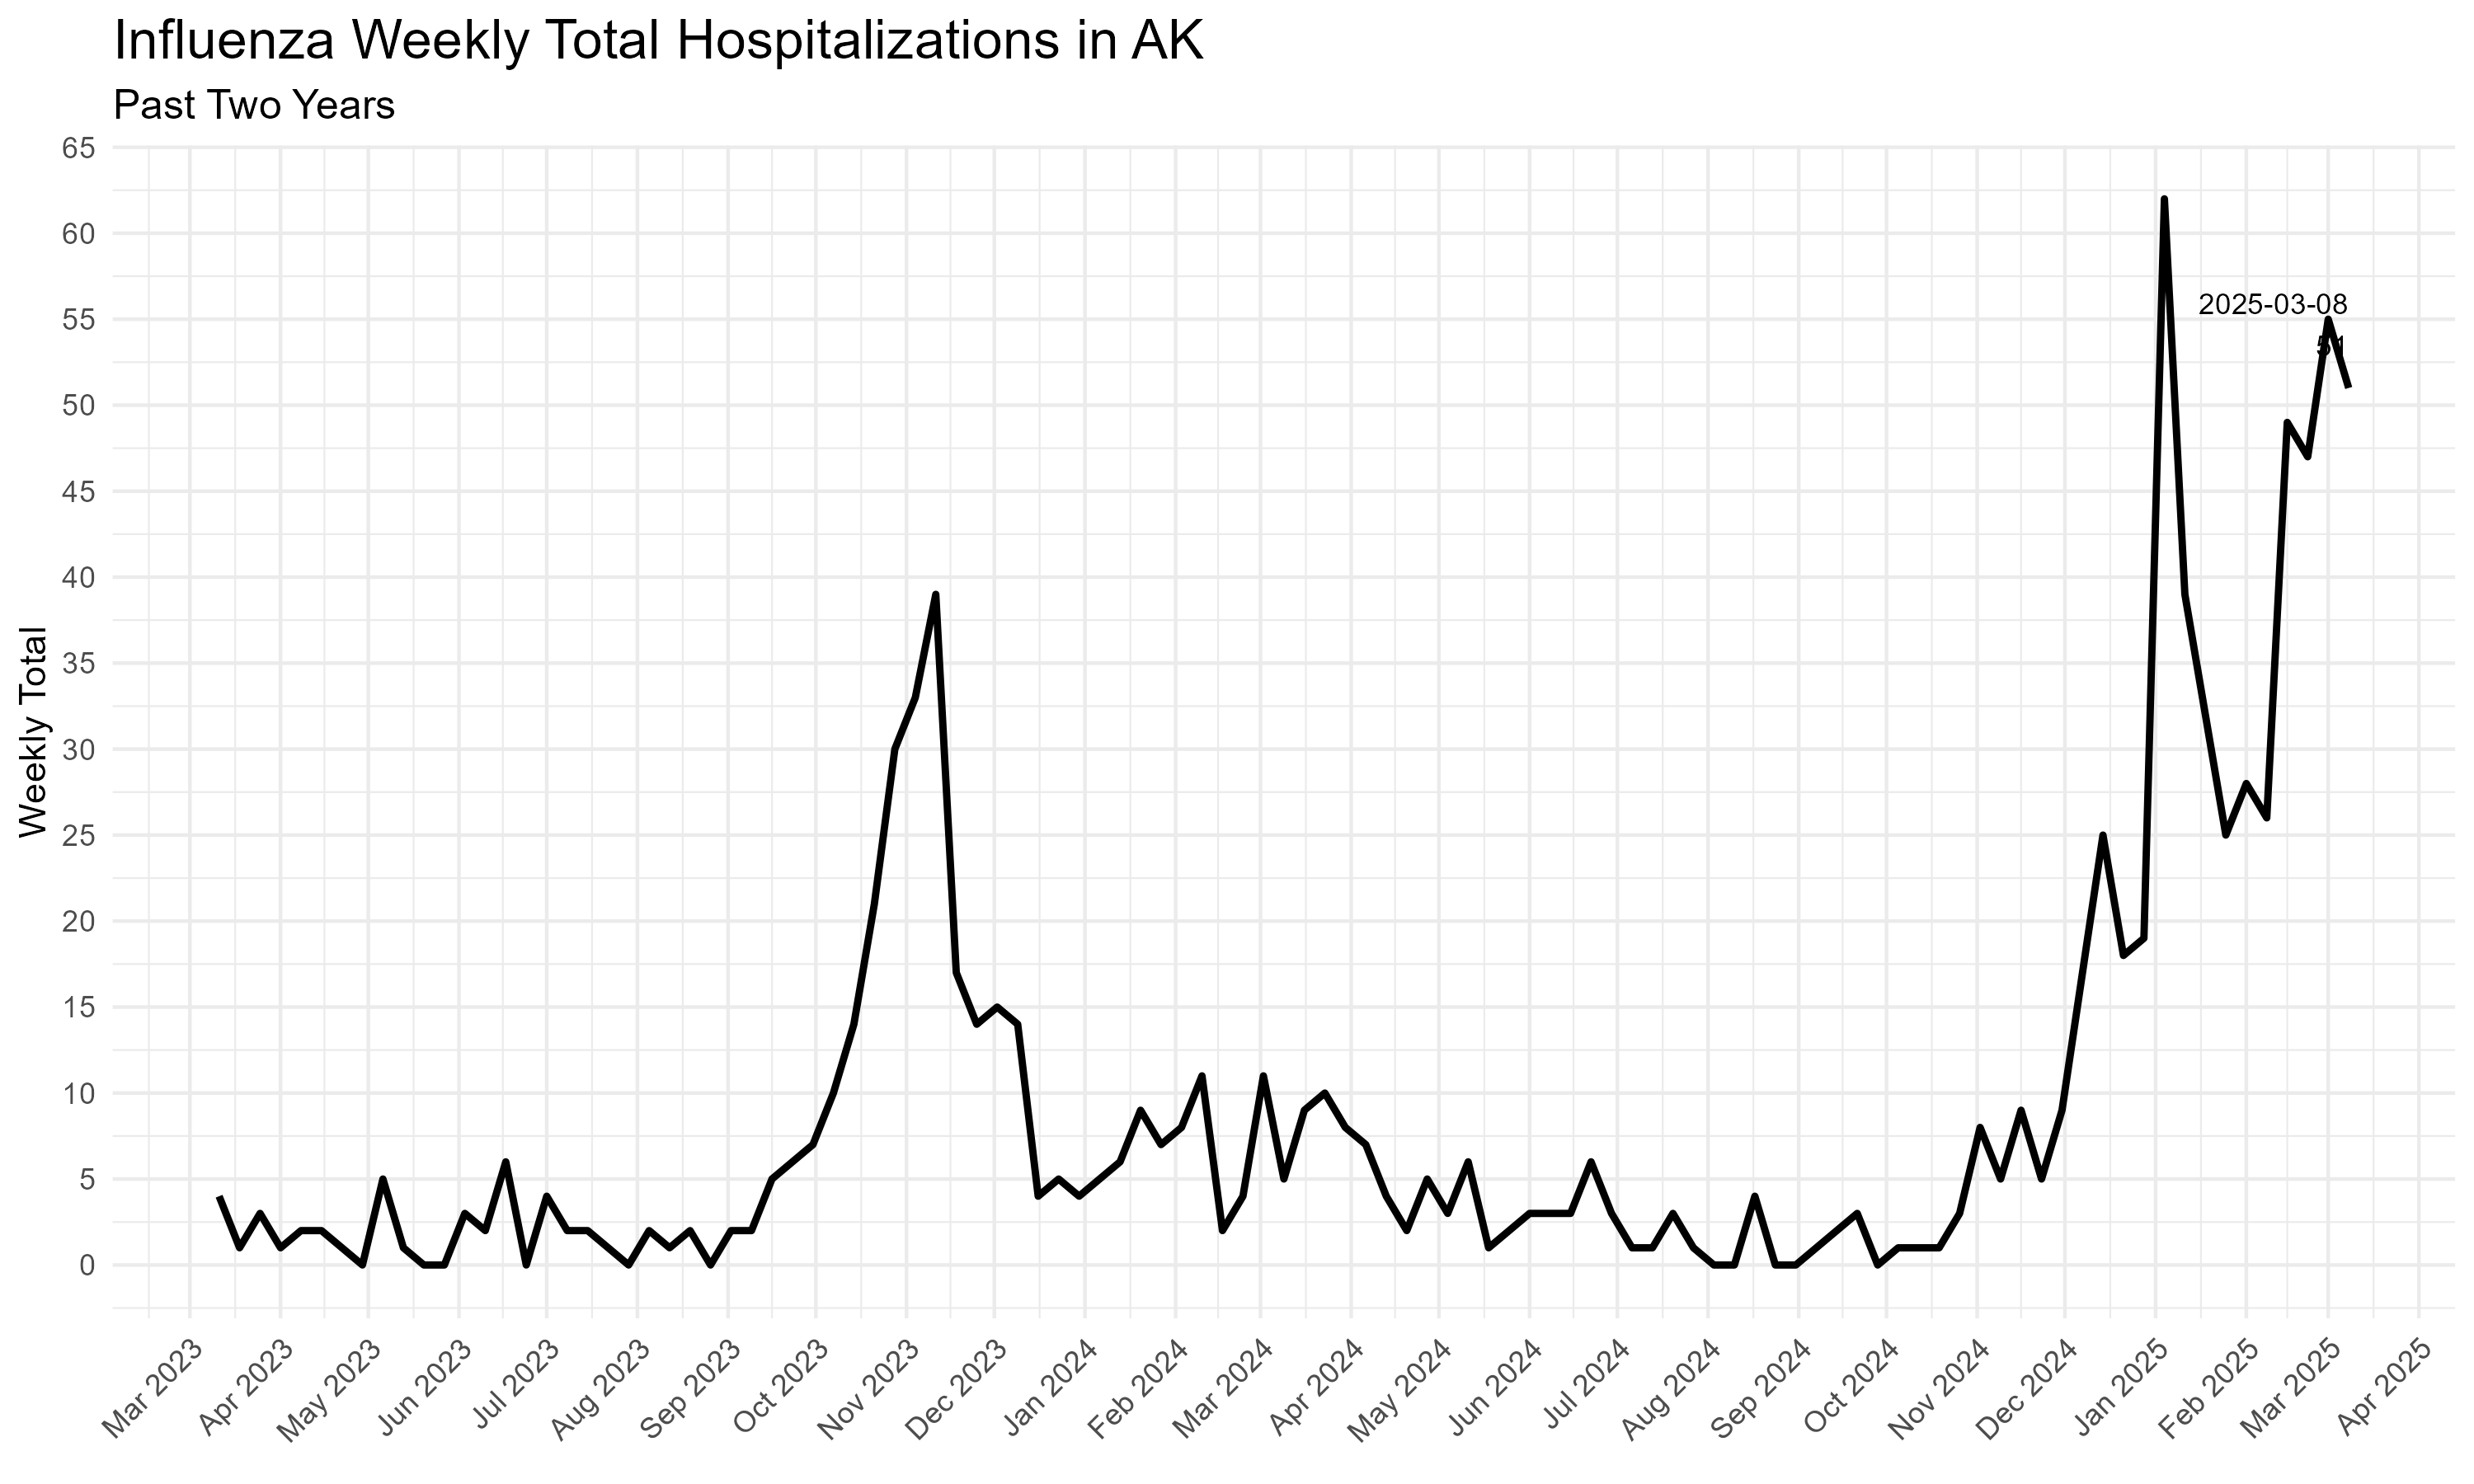 Influenza Weekly Total Hospitalizations in AK
Past Two Years
Weekly Total
65
60
55
50
45
40
35
30
25
20
15
10
5
0
2025-03-08
51
Mar 2023
Apr 2023
May 2023
Jun 2023
Jul 2023
Aug 2023
Sep 2023
Oct 2023
Nov 2023
Dec 2023
Jan 2024
Feb 2024
Mar 2024
Apr 2024
May 2024
Jun 2024
Jul 2024
Aug 2024
Sep 2024
Oct 2024
Nov 2024
Dec 2024
Jan 2025
Feb 2025
Mar 2025
Apr 2025